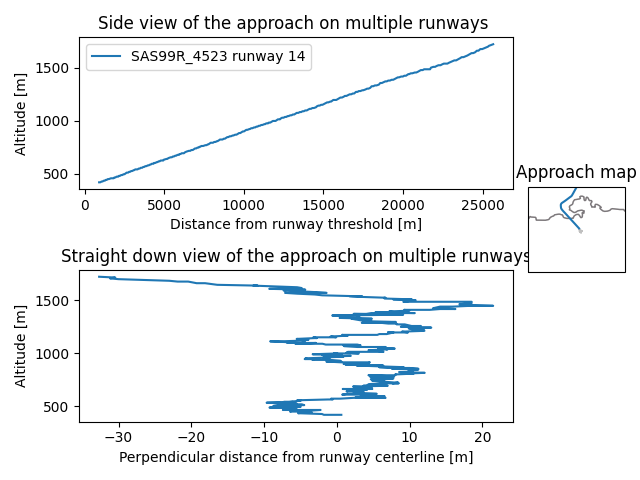 Side view of the approach on multiple runways
SAS99R_4523 runway 14
1500
1000
500
Altitude [m]
0 5000 10000 15000 20000 25000
Distance from runway threshold [m]
Approach map
Straight down view of the approach on multiple runways
1500
1000
500
Altitude [m]
−30 −20 −10 0 10 20
Perpendicular distance from runway centerline [m]